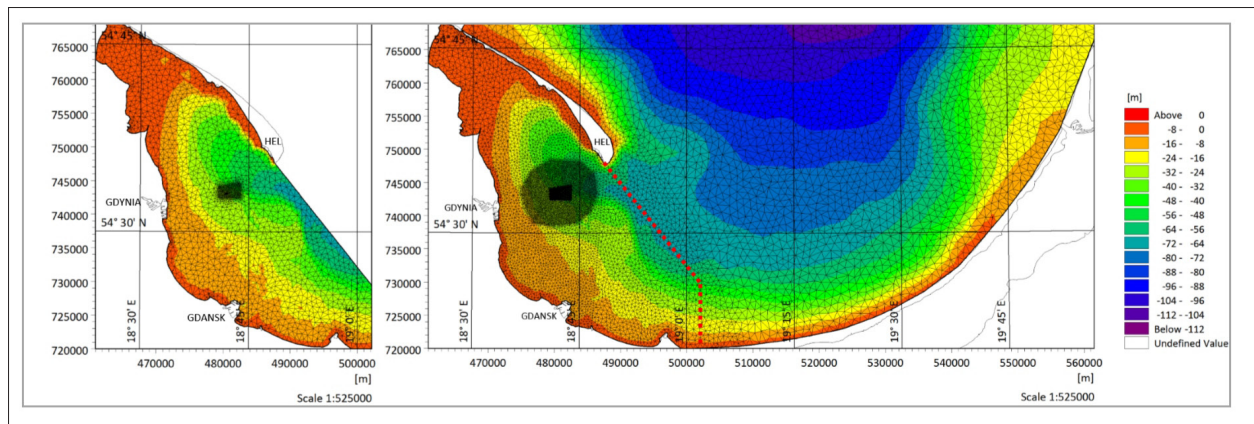 765000
54° 45' N
760000
755000
HEL
750000
745000
GDYNIA
740000
54° 30' N
735000
730000
18° 30' E
725000
GDANSK
19° 0' E
720000
470000 480000 490000 500000
[m]
Scale 1:525000
765000
54° 45' N
760000
755000
HEL
750000
745000
GDYNIA
740000
54° 30' N
735000
730000
18° 30' E
725000
GDANSK
19° 0' E
19° 15' E
19° 30' E
19° 45' E
720000
470000 480000 490000 500000 510000 520000 530000 540000 550000 560000
[m]
Scale 1:525000
[m]
Above 0
-8 - 0
-16 - -8
-24 - -16
-32 - -24
-40 - -32
-48 - -40
-56 - -48
-64 - -56
-72 - -64
-80 - -72
-88 - -80
-96 - -88
-104 - -96
-112 - -104
Below -112
Undefined Value